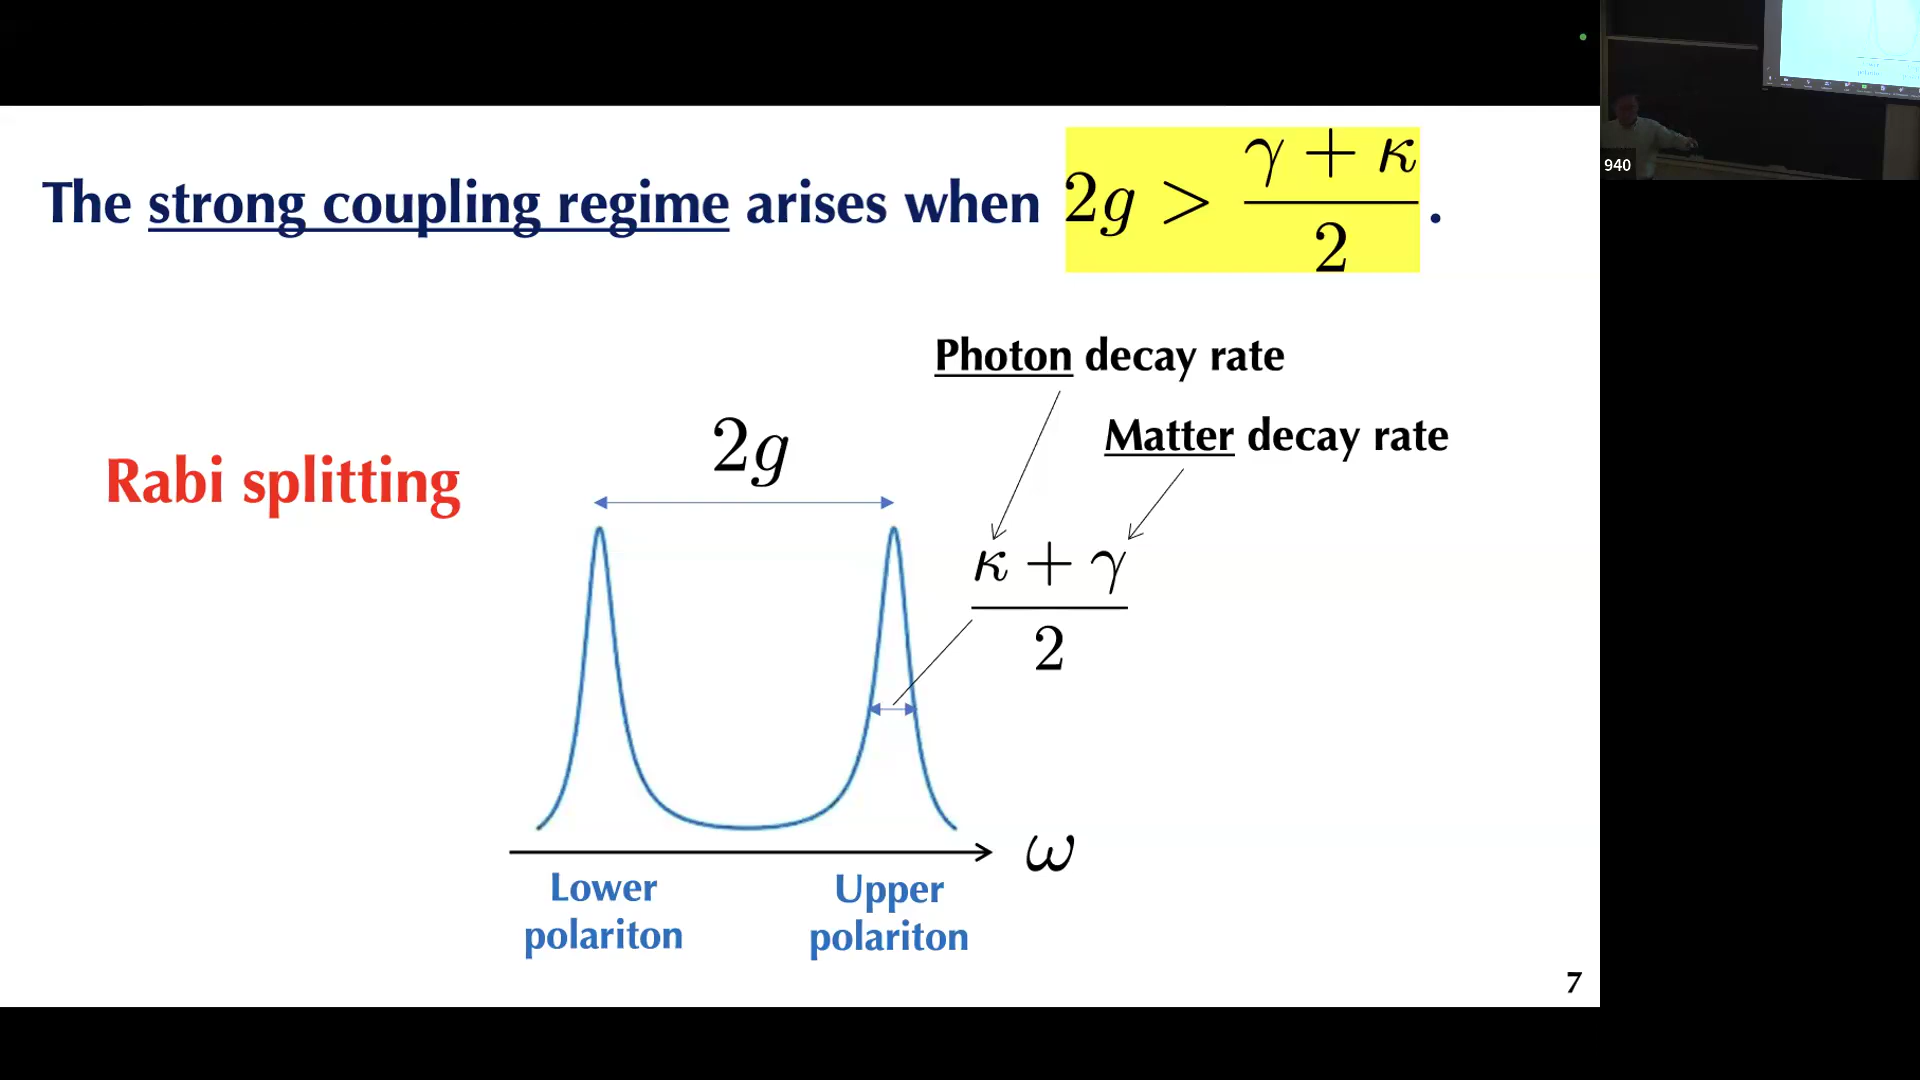 The strong coupling regime arises when 2g > (γ + κ)/2 .
Photon decay rate
Matter decay rate
2g
Rabi splitting
(κ + γ)/2
ω
Lower polariton
Upper polariton
7
940